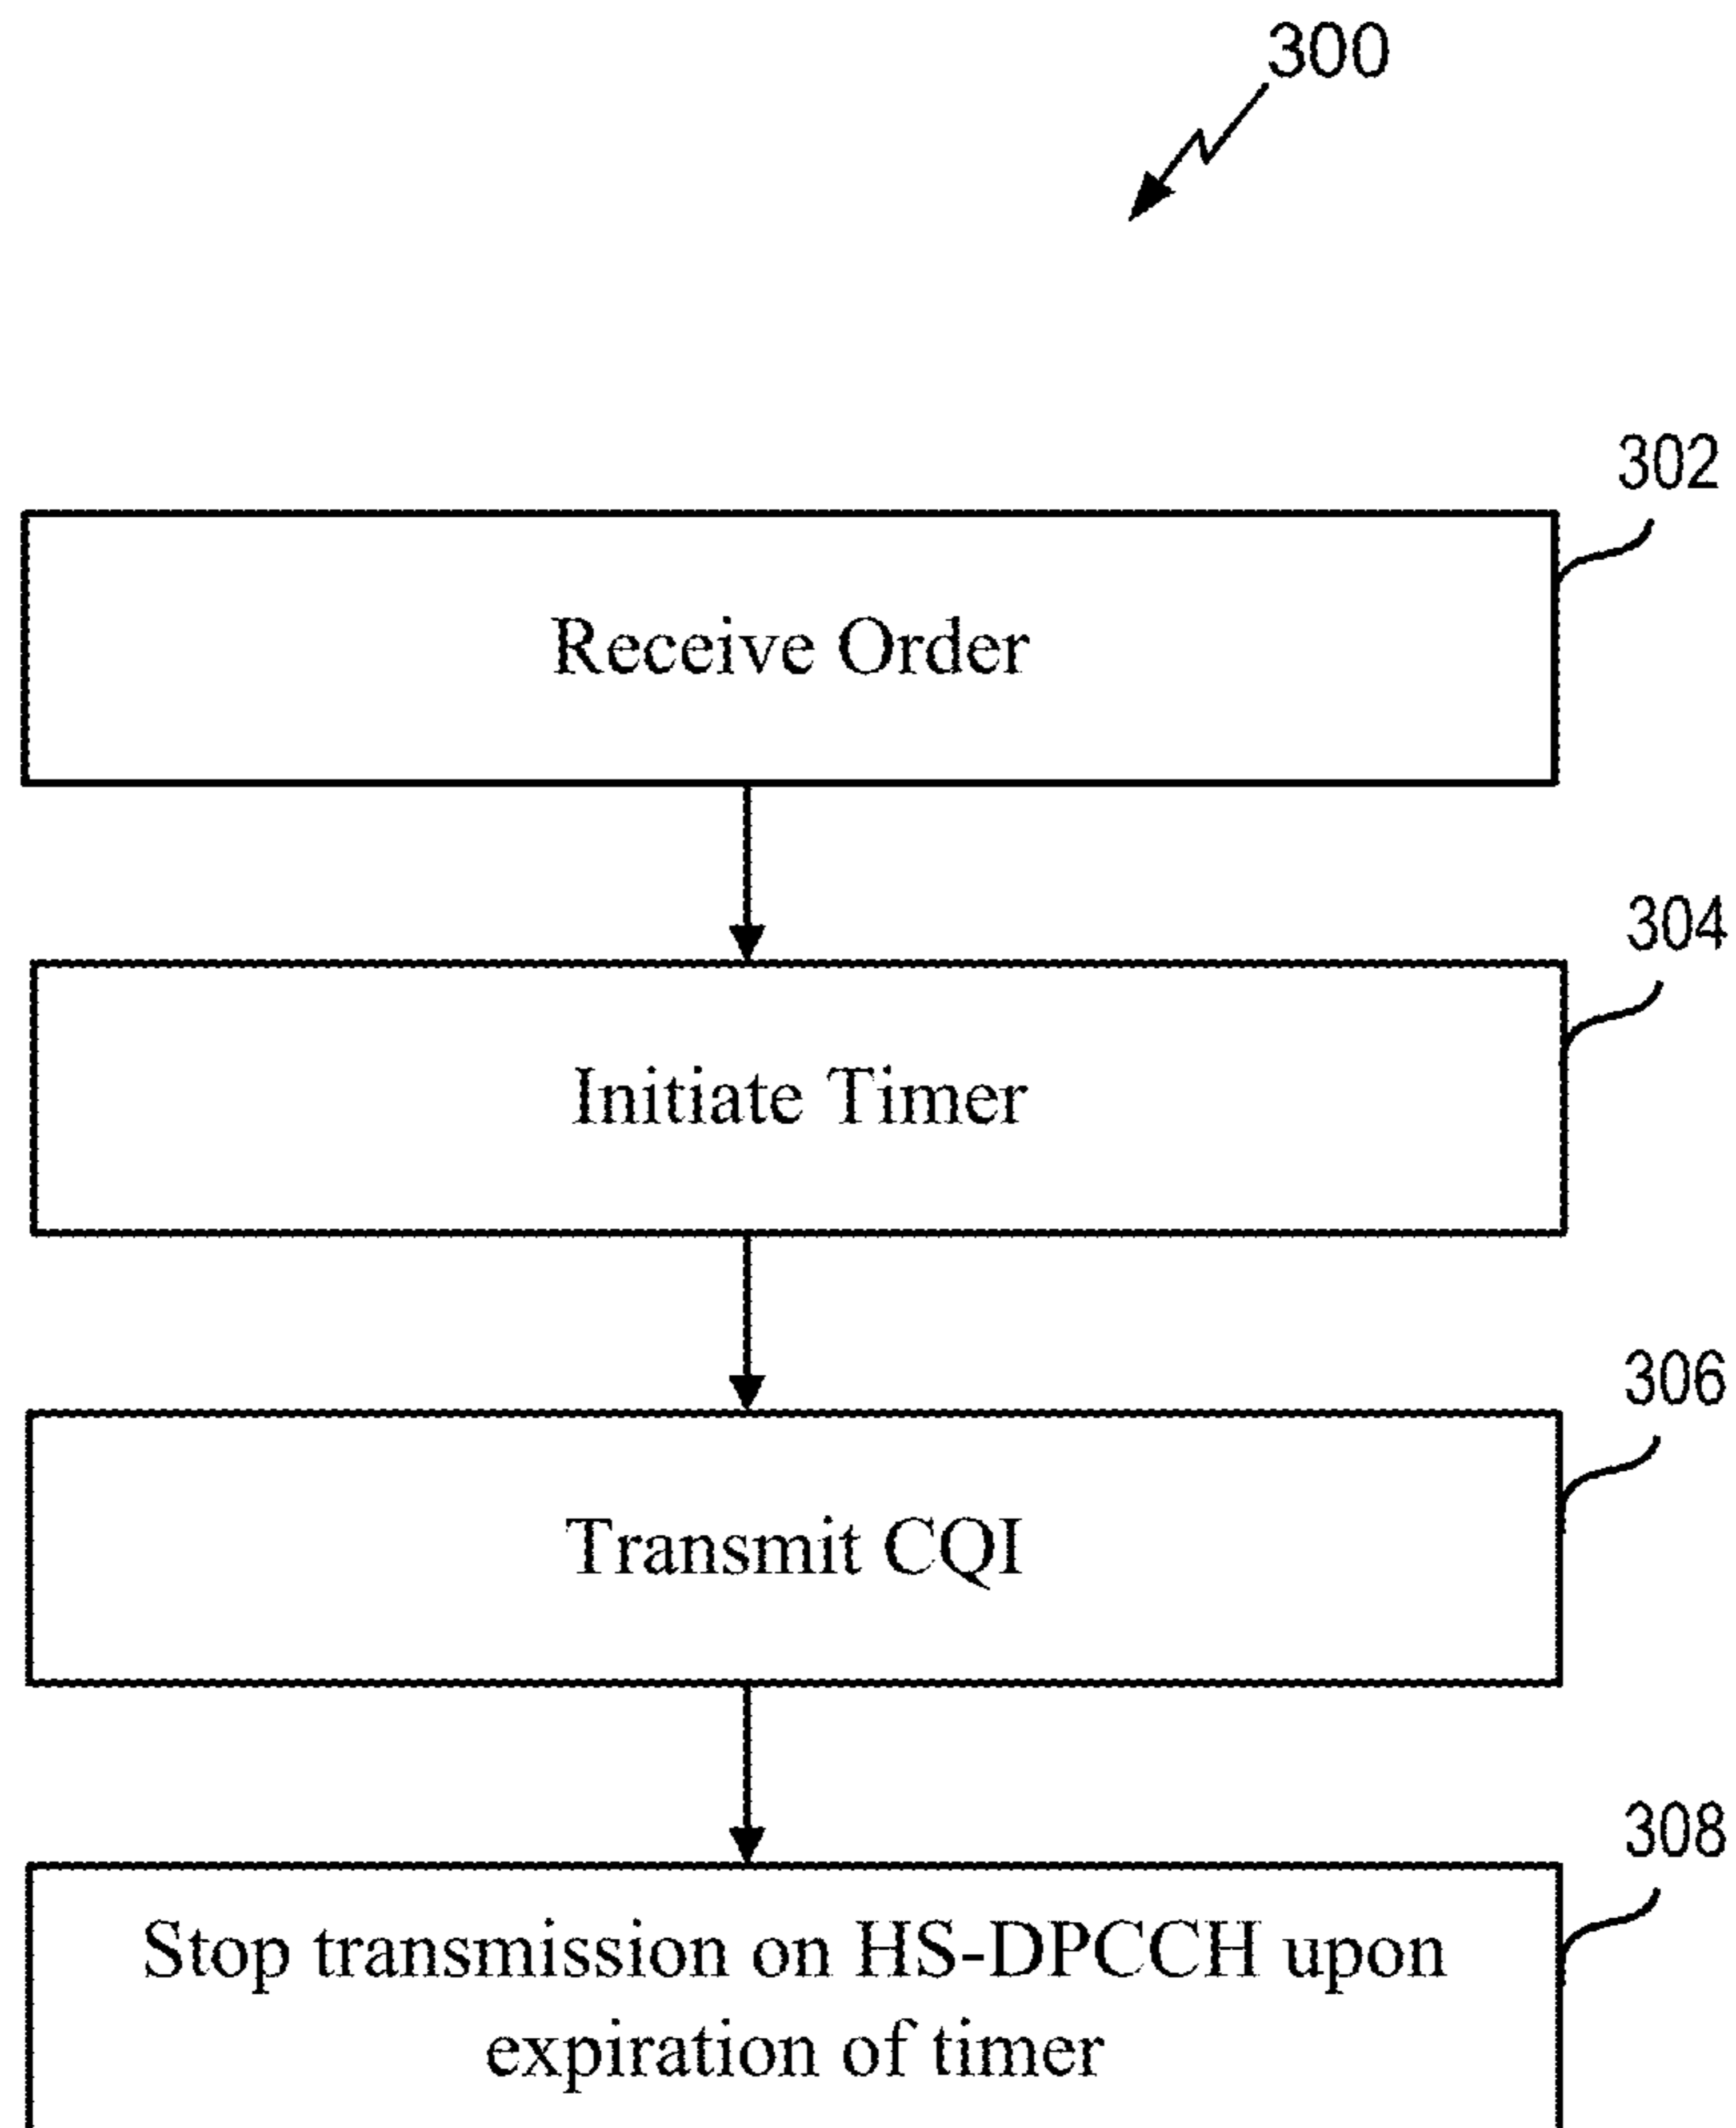 300
302
Receive Order
304
Initiate Timer
306
Transmit CQI
308
Stop transmission on HS-DPCCH upon
expiration of timer